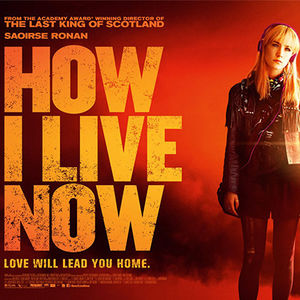 FROM THE ACADEMY AWARD® WINNING DIRECTOR OF
THE LAST KING OF SCOTLAND
SAOIRSE RONAN
HOW
I LIVE
NOW
LOVE WILL LEAD YOU HOME.